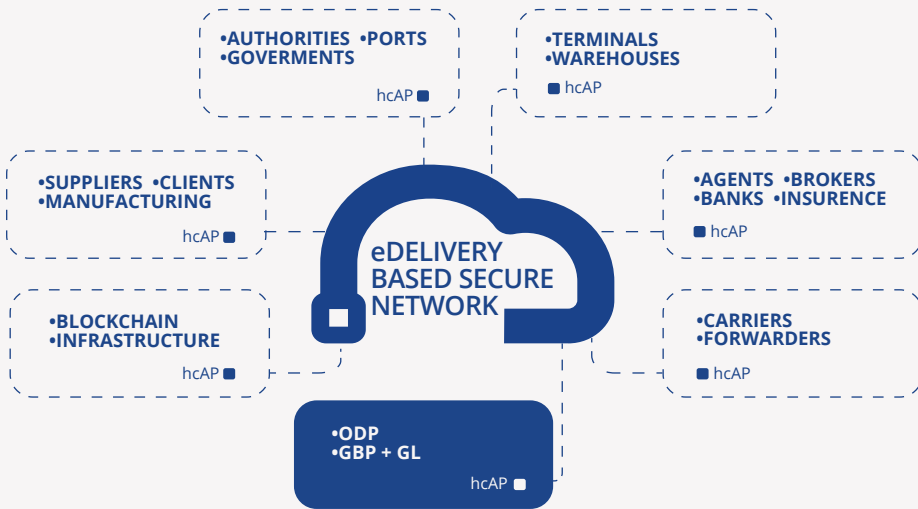 •AUTHORITIES •PORTS
•GOVERMENTS
hcAP
•TERMINALS
•WAREHOUSES
hcAP
•SUPPLIERS •CLIENTS
•MANUFACTURING
hcAP
•AGENTS •BROKERS
•BANKS •INSURENCE
hcAP
eDELIVERY
BASED SECURE
NETWORK
•BLOCKCHAIN
•INFRASTRUCTURE
hcAP
•CARRIERS
•FORWARDERS
hcAP
•ODP
•GBP + GL
hcAP